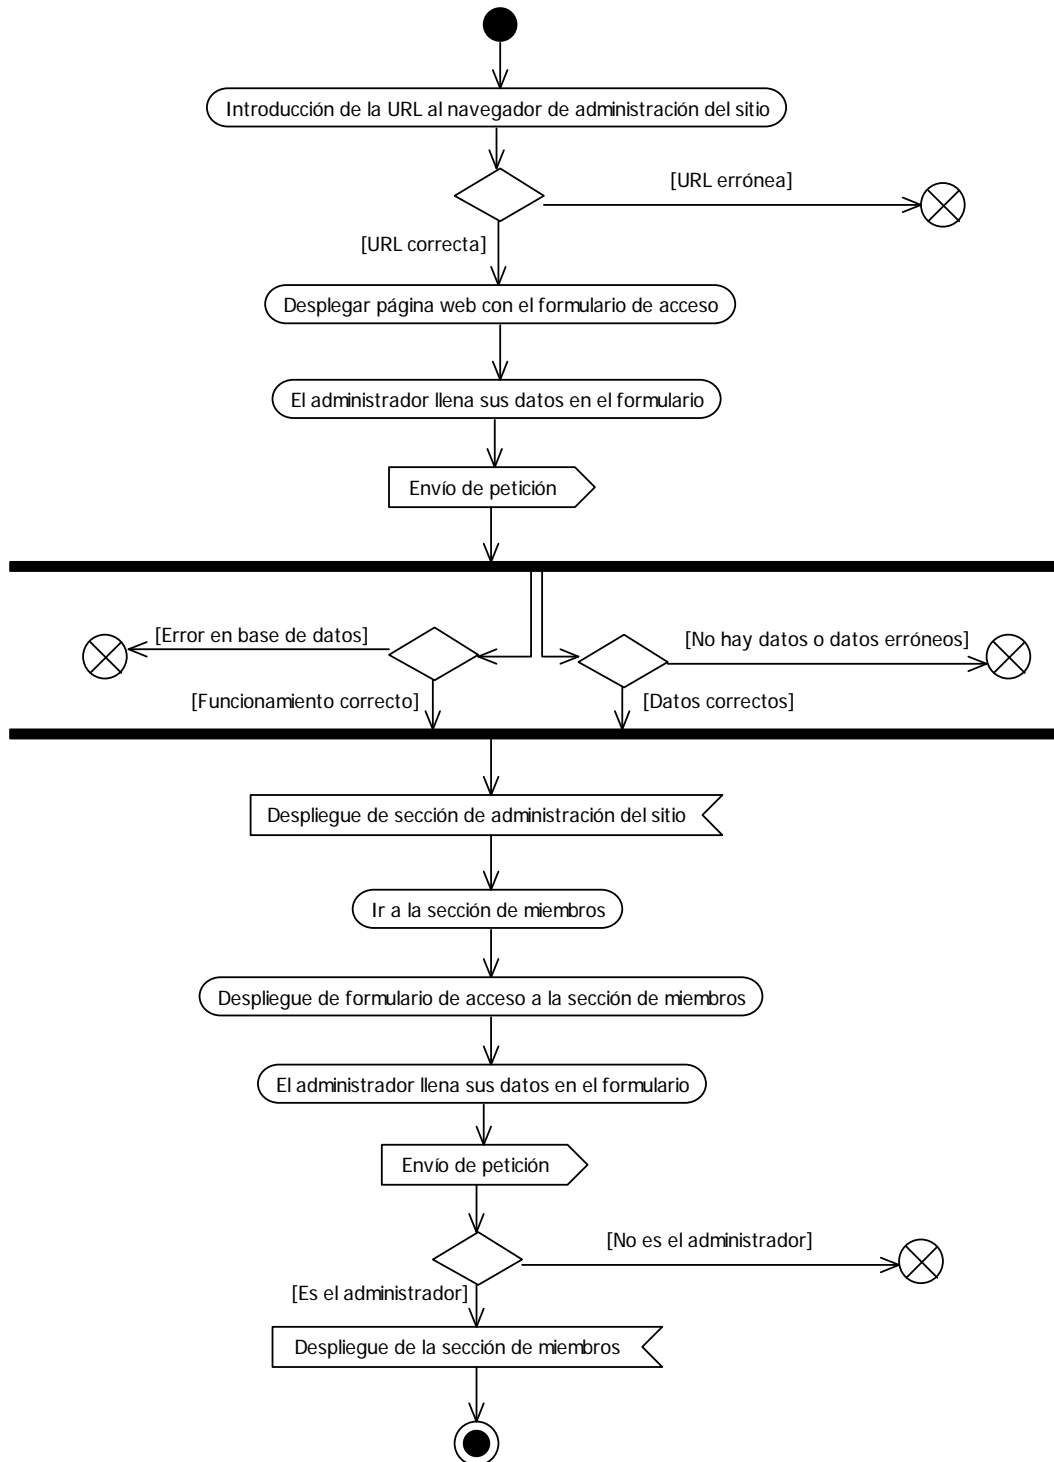 Introducción de la URL al navegador de administración del sitio
[URL errónea]
[URL correcta]
Desplegar página web con el formulario de acceso
El administrador llena sus datos en el formulario
Envío de petición
[Error en base de datos]
[No hay datos o datos erróneos]
[Funcionamiento correcto]
[Datos correctos]
Despliegue de sección de administración del sitio
Ir a la sección de miembros
Despliegue de formulario de acceso a la sección de miembros
El administrador llena sus datos en el formulario
Envío de petición
[No es el administrador]
[Es el administrador]
Despliegue de la sección de miembros